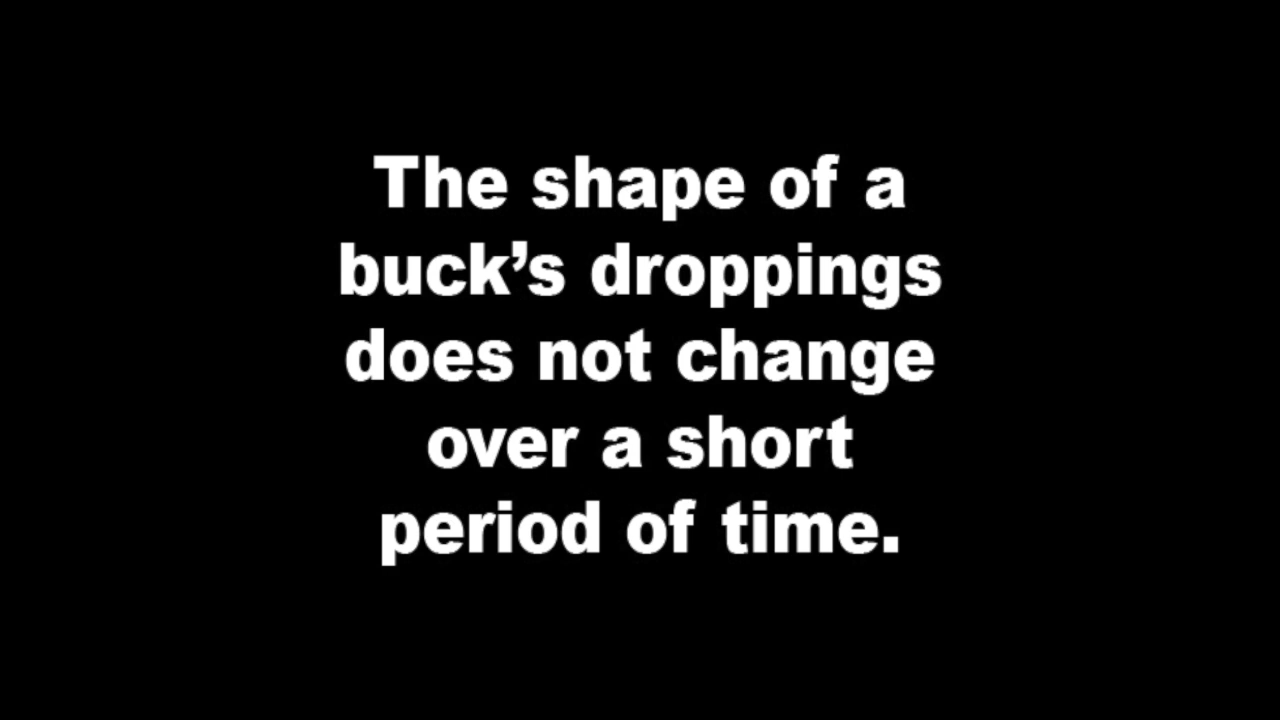 The shape of a
buck’s droppings
does not change
over a short
period of time.